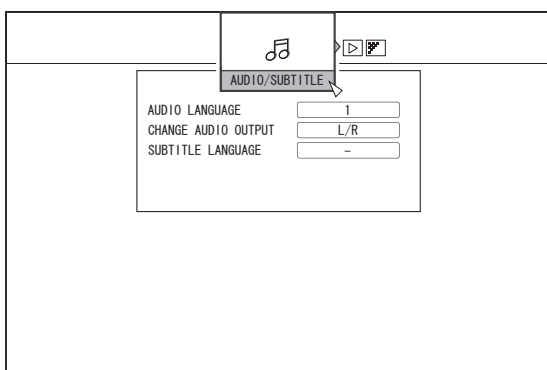 AUDIO/SUBTITLE
AUDIO LANGUAGE 1
CHANGE AUDIO OUTPUT L/R
SUBTITLE LANGUAGE –